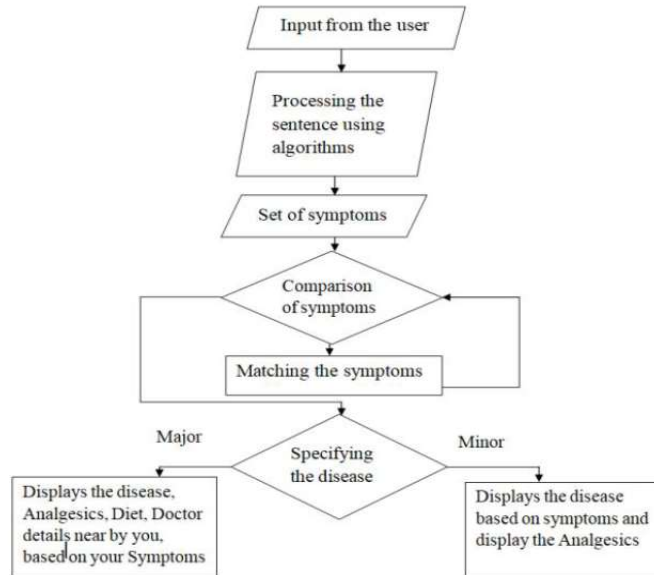 Input from the user
Processing the
sentence using
algorithms
Set of symptoms
Comparison
of symptoms
Matching the symptoms
Major
Specifying
the disease
Minor
Displays the disease,
Analgesics, Diet, Doctor
details near by you,
based on your Symptoms
Displays the disease
based on symptoms and
display the Analgesics